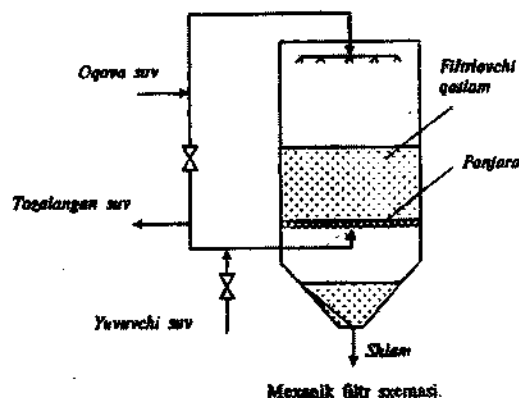 Oqova suv
Filtrlovchi
qatlam
Panjara
Tozalangan suv
Yuvuvchi suv
Shlam
Mexanik filtr sxemasi.